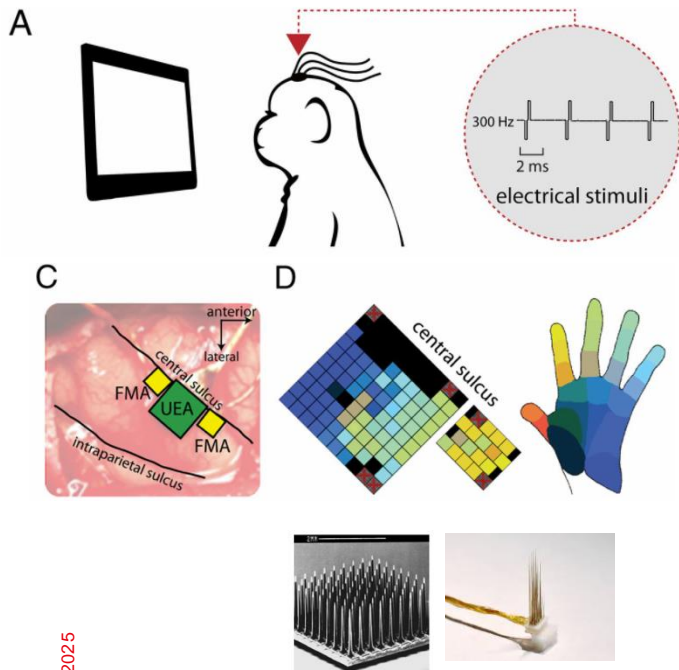 A
300 Hz
2 ms
electrical stimuli
C
anterior
lateral
central sulcus
FMA
UEA
FMA
intraparietal sulcus
D
central sulcus
2025